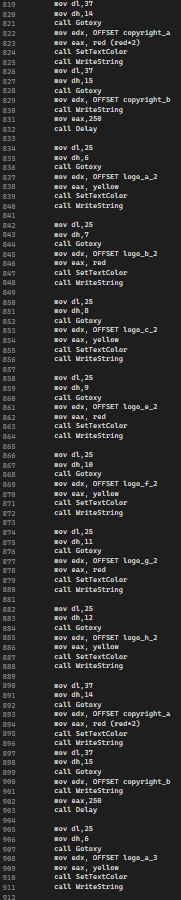 819 mov dl,37
820 mov dh,14
821 call Gotoxy
822 mov edx, OFFSET copyright_a
823 mov eax, red (red*2)
824 call SetTextColor
825 call WriteString
826 mov dl,37
827 mov dh,15
828 call Gotoxy
829 mov edx, OFFSET copyright_b
830 call WriteString
831 mov eax,250
832 call Delay
833
834 mov dl,25
835 mov dh,6
836 call Gotoxy
837 mov edx, OFFSET logo_a_2
838 mov eax, yellow
839 call SetTextColor
840 call WriteString
841
842 mov dl,25
843 mov dh,7
844 call Gotoxy
845 mov edx, OFFSET logo_b_2
846 mov eax, red
847 call SetTextColor
848 call WriteString
849
850 mov dl,25
851 mov dh,8
852 call Gotoxy
853 mov edx, OFFSET logo_c_2
854 mov eax, yellow
855 call SetTextColor
856 call WriteString
857
858 mov dl,25
859 mov dh,9
860 call Gotoxy
861 mov edx, OFFSET logo_e_2
862 mov eax, red
863 call SetTextColor
864 call WriteString
865
866 mov dl,25
867 mov dh,10
868 call Gotoxy
869 mov edx, OFFSET logo_f_2
870 mov eax, yellow
871 call SetTextColor
872 call WriteString
873
874 mov dl,25
875 mov dh,11
876 call Gotoxy
877 mov edx, OFFSET logo_g_2
878 mov eax, red
879 call SetTextColor
880 call WriteString
881
882 mov dl,25
883 mov dh,12
884 call Gotoxy
885 mov edx, OFFSET logo_h_2
886 mov eax, yellow
887 call SetTextColor
888 call WriteString
889
890 mov dl,37
891 mov dh,14
892 call Gotoxy
893 mov edx, OFFSET copyright_a
894 mov eax, red (red*2)
895 call SetTextColor
896 call WriteString
897 mov dl,37
898 mov dh,15
899 call Gotoxy
900 mov edx, OFFSET copyright_b
901 call WriteString
902 mov eax,250
903 call Delay
904
905 mov dl,25
906 mov dh,6
907 call Gotoxy
908 mov edx, OFFSET logo_a_3
909 mov eax, yellow
910 call SetTextColor
911 call WriteString
912